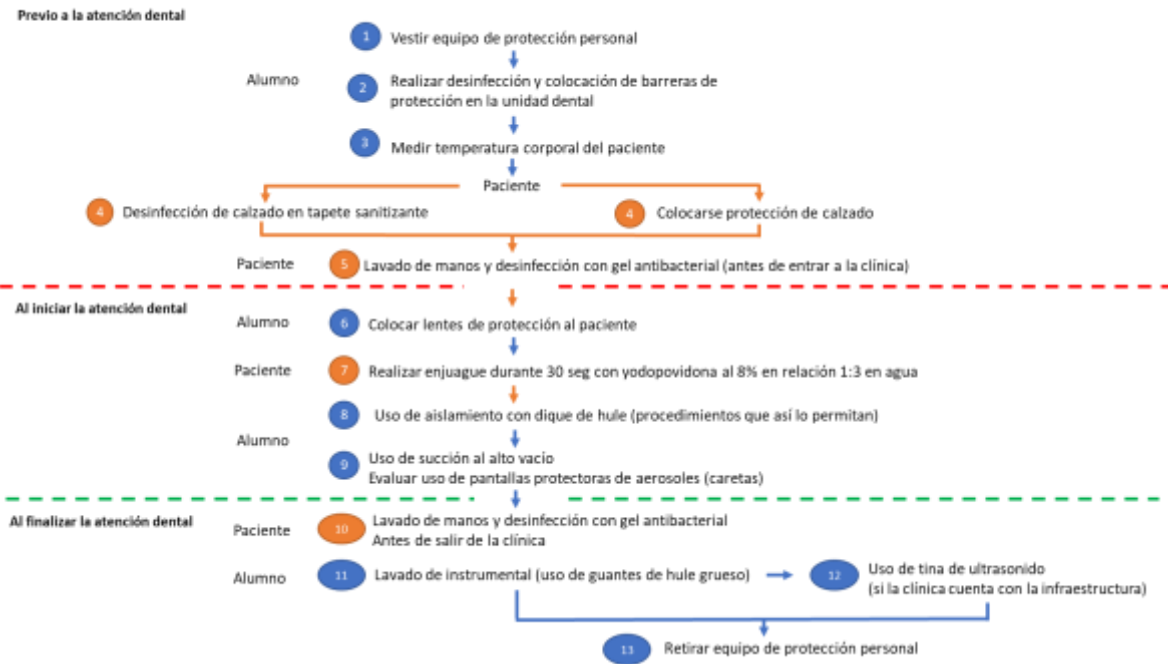 Previo a la atención dental
1 Vestir equipo de protección personal
Alumno
2 Realizar desinfección y colocación de barreras de
protección en la unidad dental
3 Medir temperatura corporal del paciente
Paciente
4 Desinfección de calzado en tapete sanitizante
4 Colocarse protección de calzado
Paciente
5 Lavado de manos y desinfección con gel antibacterial (antes de entrar a la clínica)
Al iniciar la atención dental
Alumno
6 Colocar lentes de protección al paciente
Paciente
7 Realizar enjuague durante 30 seg con yodopovidona al 8% en relación 1:3 en agua
8 Uso de aislamiento con dique de hule (procedimientos que así lo permitan)
Alumno
9 Uso de succión al alto vacío
Evaluar uso de pantallas protectoras de aerosoles (caretas)
Al finalizar la atención dental
Paciente
10 Lavado de manos y desinfección con gel antibacterial
Antes de salir de la clínica
Alumno
11 Lavado de instrumental (uso de guantes de hule grueso)
12 Uso de tina de ultrasonido
(si la clínica cuenta con la infraestructura)
13 Retirar equipo de protección personal